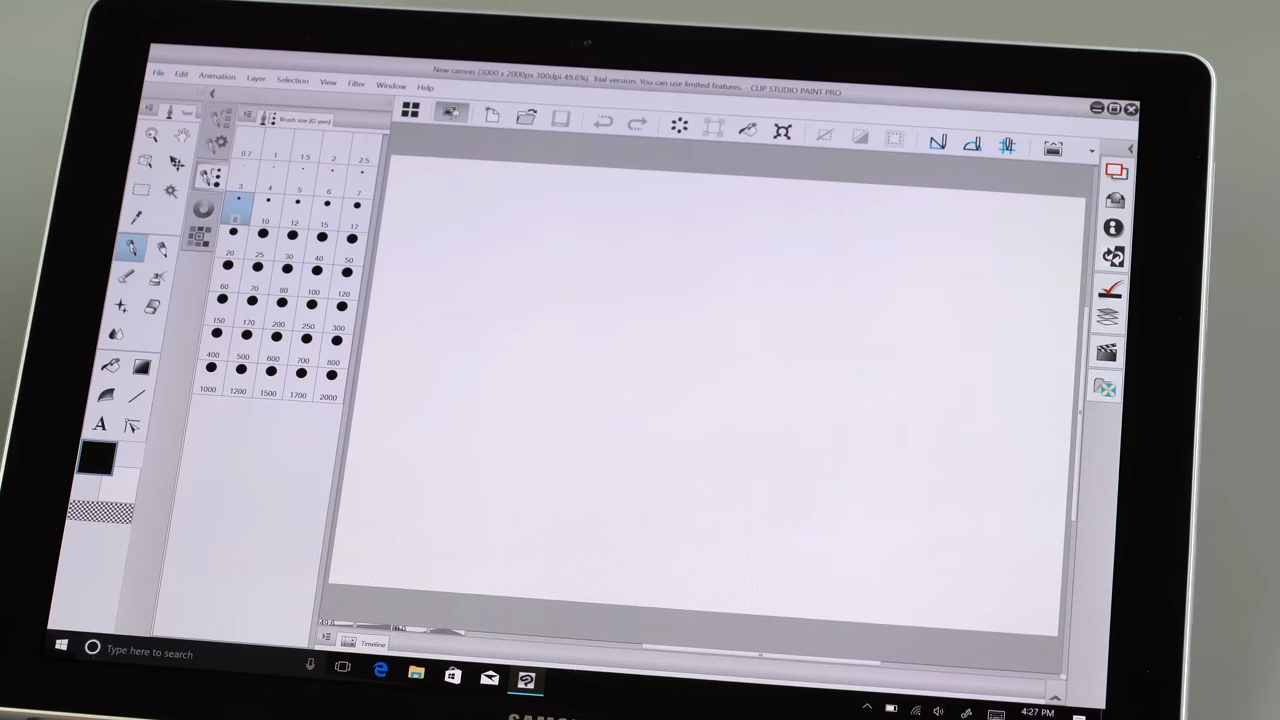 New canvas (3000 x 2000px 300dpi 49.6%) Trial version: You can use limited features. - CLIP STUDIO PAINT PRO
File Edit Animation Layer Selection View Filter Window Help
Tool
Brush size [G-pen]
0.7 1 1.5 2 2.5
3 4 5 6 7
8 10 12 15 17
20 25 30 40 50
60 70 80 100 120
150 170 200 250 300
400 500 600 700 800
1000 1200 1500 1700 2000
A
Timeline
Type here to search
4:27 PM